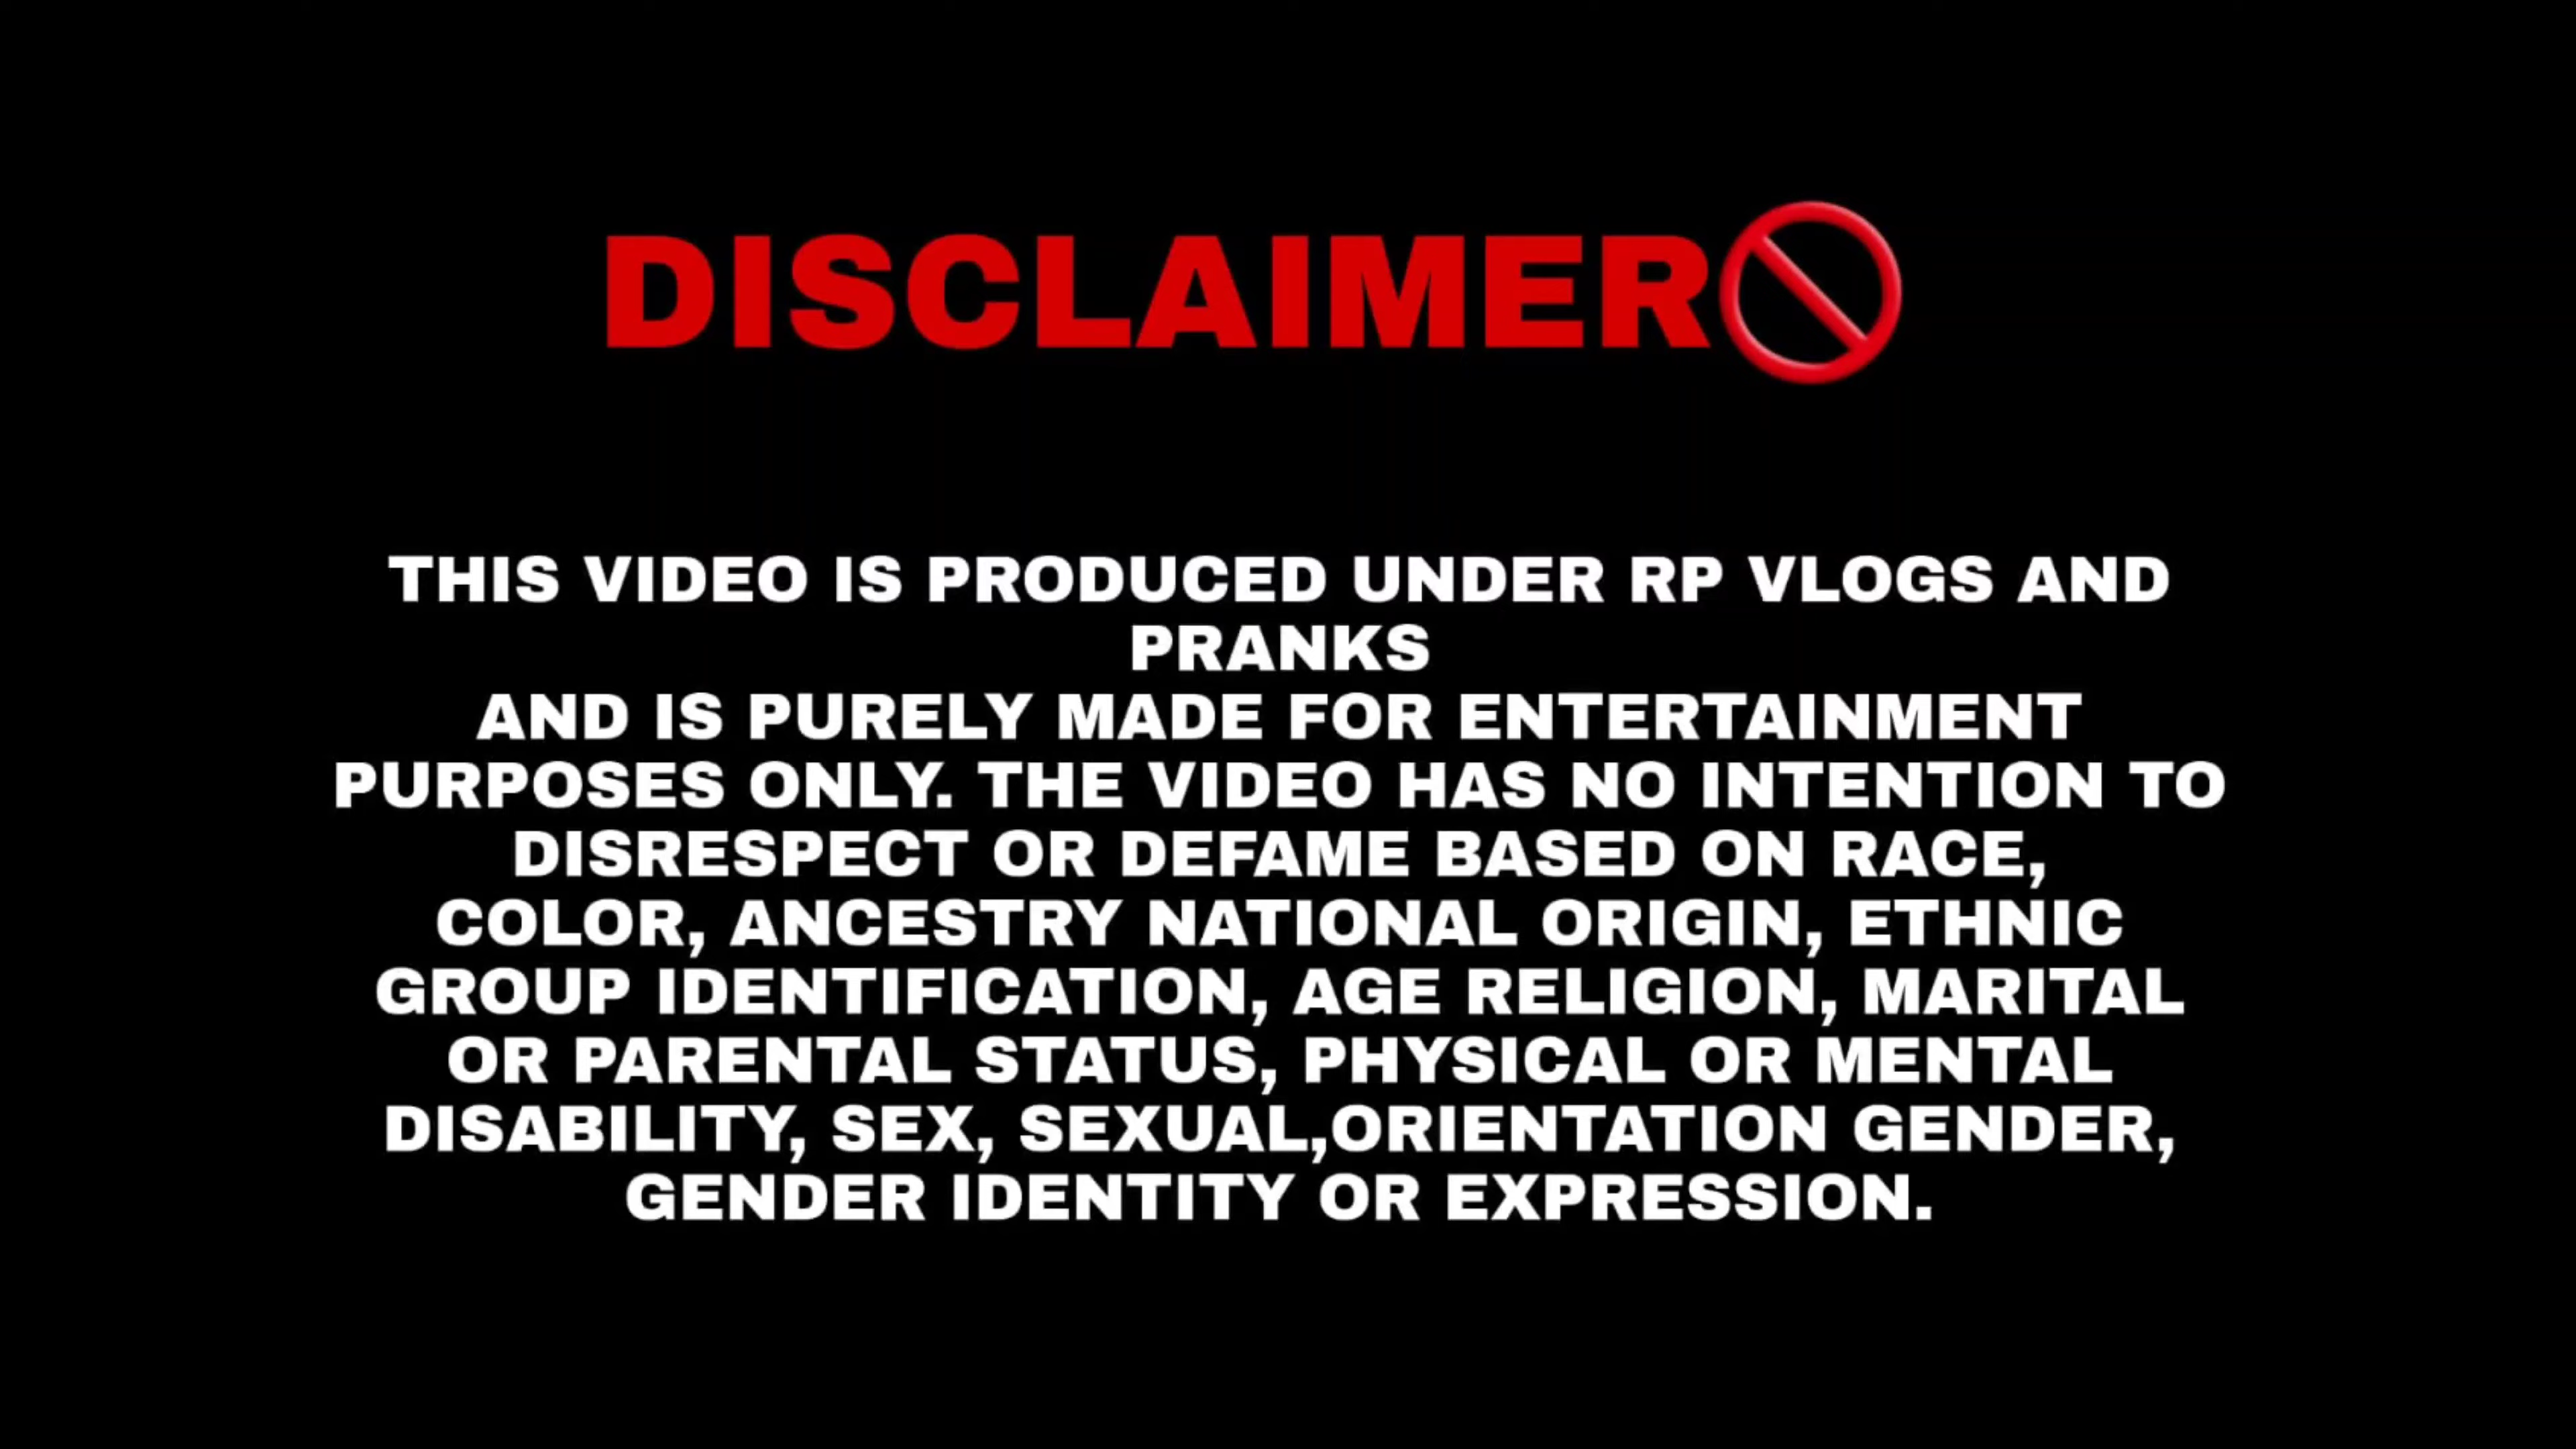 DISCLAIMER🚫
THIS VIDEO IS PRODUCED UNDER RP VLOGS AND
PRANKS
AND IS PURELY MADE FOR ENTERTAINMENT
PURPOSES ONLY. THE VIDEO HAS NO INTENTION TO
DISRESPECT OR DEFAME BASED ON RACE,
COLOR, ANCESTRY NATIONAL ORIGIN, ETHNIC
GROUP IDENTIFICATION, AGE RELIGION, MARITAL
OR PARENTAL STATUS, PHYSICAL OR MENTAL
DISABILITY, SEX, SEXUAL,ORIENTATION GENDER,
GENDER IDENTITY OR EXPRESSION.